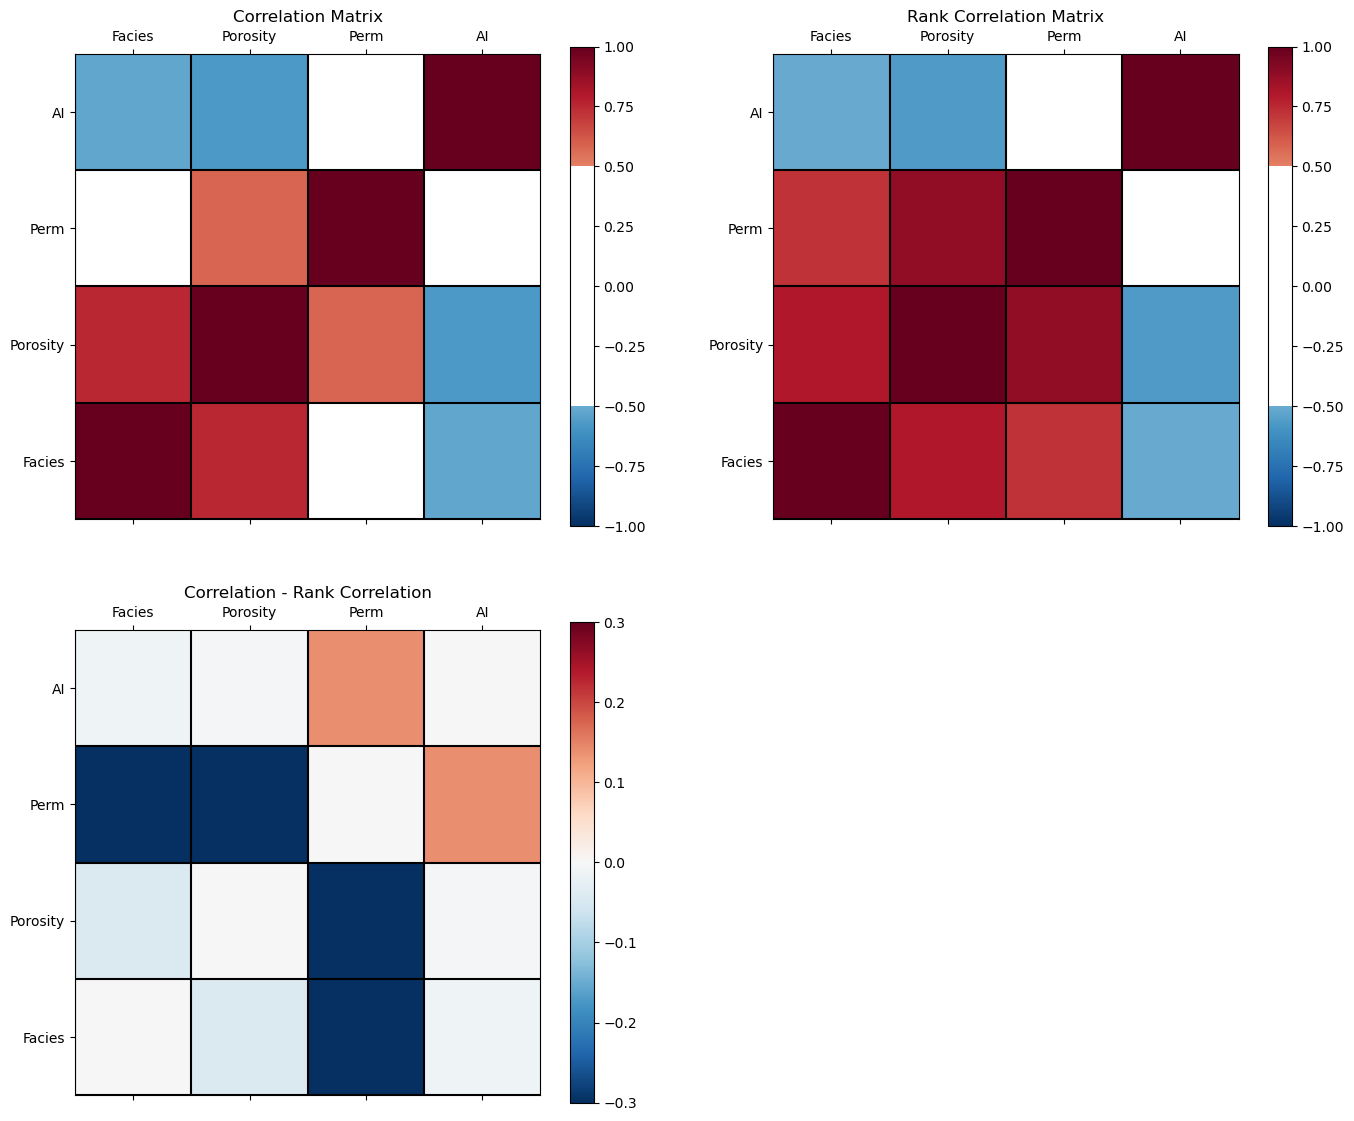 Correlation Matrix
Facies Porosity Perm AI
AI
Perm
Porosity
Facies
1.00
0.75
0.50
0.25
0.00
−0.25
−0.50
−0.75
−1.00
Rank Correlation Matrix
Facies Porosity Perm AI
AI
Perm
Porosity
Facies
1.00
0.75
0.50
0.25
0.00
−0.25
−0.50
−0.75
−1.00
Correlation - Rank Correlation
Facies Porosity Perm AI
AI
Perm
Porosity
Facies
0.3
0.2
0.1
0.0
−0.1
−0.2
−0.3